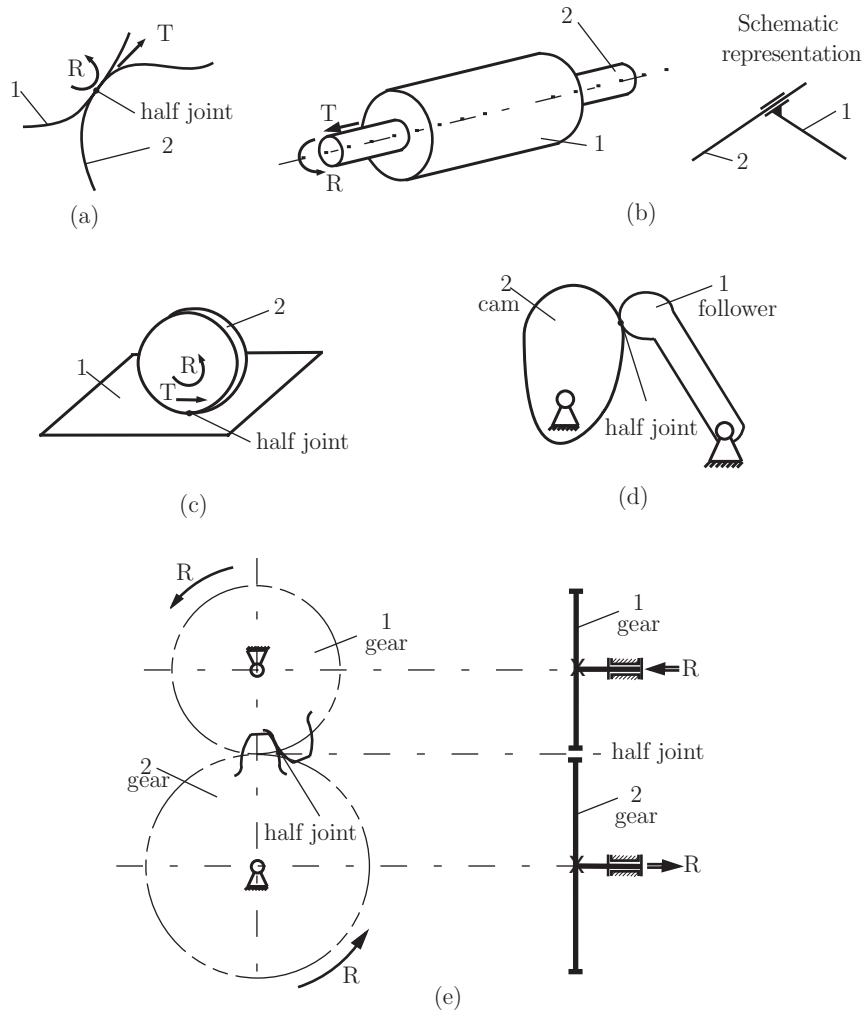 T
R
1
half joint
2
(a)
2
T
1
R
Schematic
representation
1
2
(b)
2
1
R
T
half joint
(c)
2
cam
1
follower
half joint
(d)
R
1
gear
2
gear
half joint
R
1
gear
R
half joint
2
gear
R
(e)